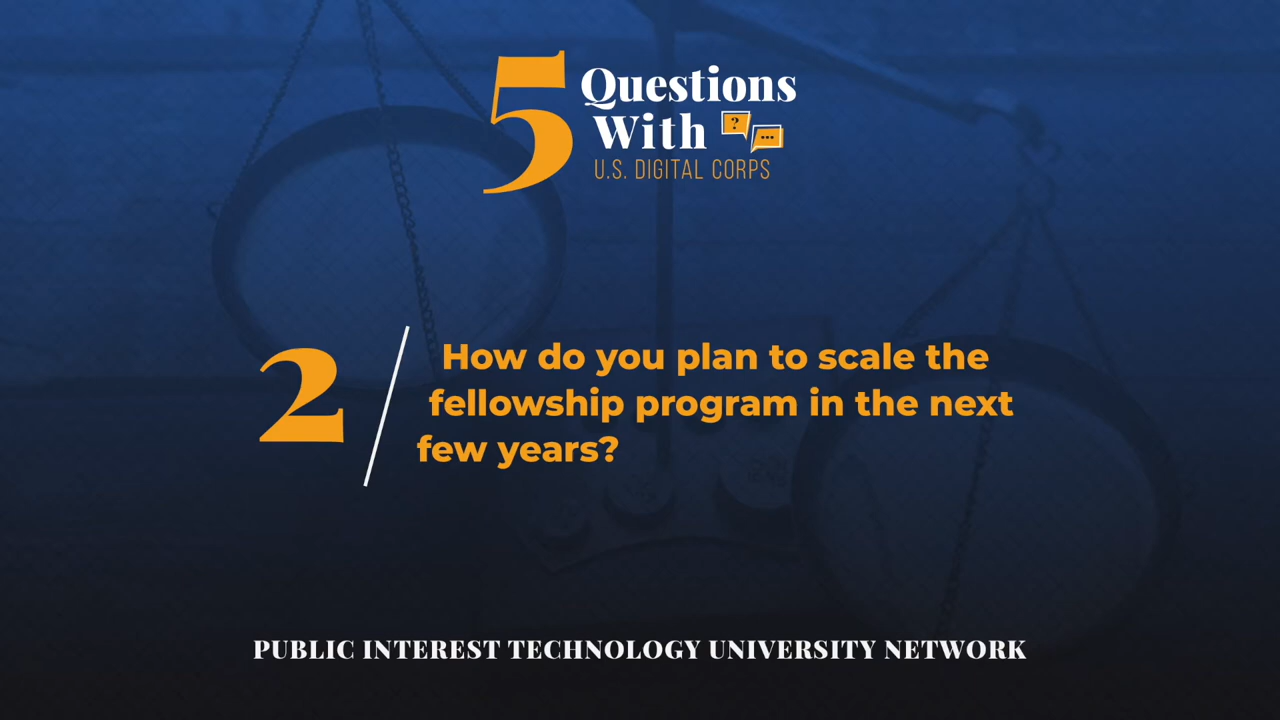 5 Questions
With
U.S. DIGITAL CORPS
2
How do you plan to scale the
fellowship program in the next
few years?
PUBLIC INTEREST TECHNOLOGY UNIVERSITY NETWORK